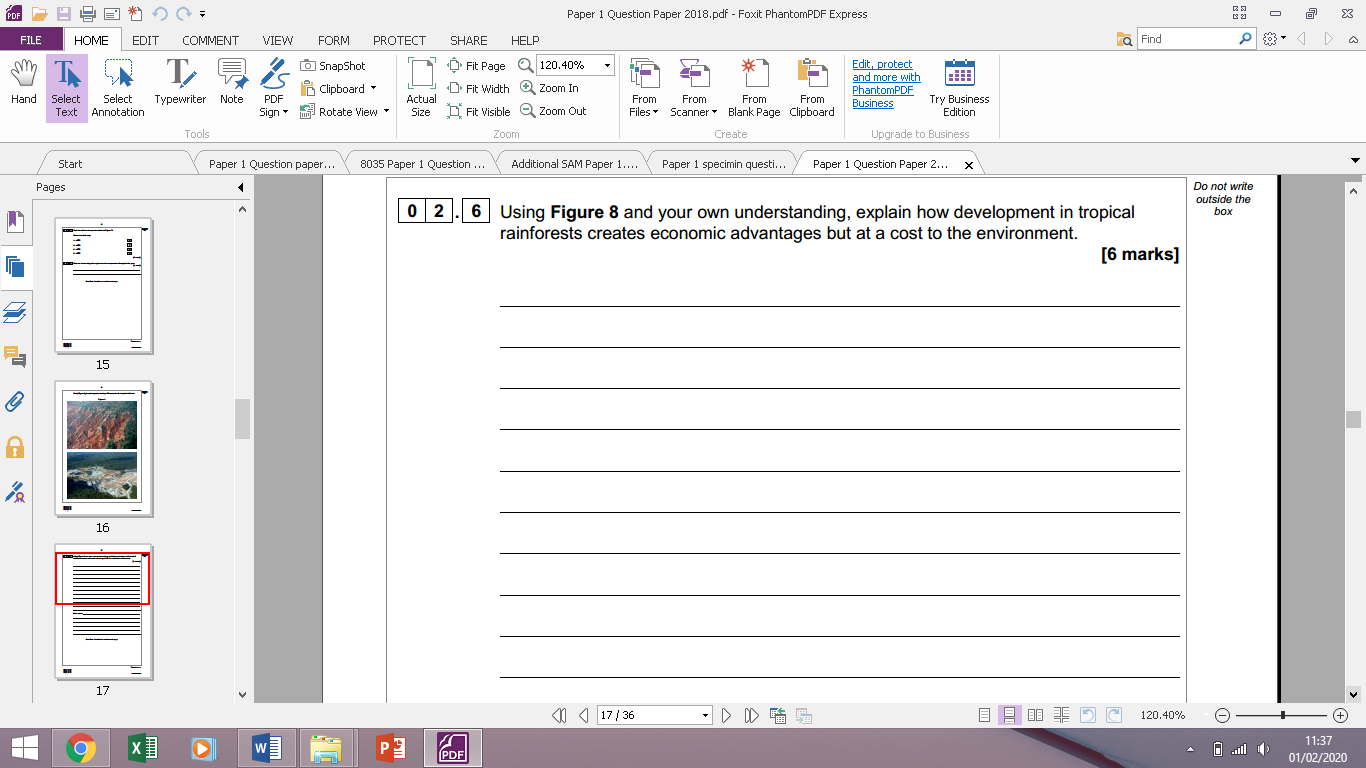 PDF
Paper 1 Question Paper 2018.pdf - Foxit PhantomPDF Express
FILE HOME EDIT COMMENT VIEW FORM PROTECT SHARE HELP
Find
Hand
Select Text
Select Annotation
Typewriter
Note
PDF Sign
SnapShot
Clipboard
Rotate View
Tools
Actual Size
Fit Page
Fit Width
Fit Visible
120.40%
Zoom In
Zoom Out
Zoom
From Files
From Scanner
From Blank Page
From Clipboard
Create
Edit, protect
and more with
PhantomPDF
Business
Try Business
Edition
Upgrade to Business
Start
Paper 1 Question paper...
8035 Paper 1 Question ...
Additional SAM Paper 1....
Paper 1 specimin questi...
Paper 1 Question Paper 2...
Pages
15
16
17
Do not write
outside the
box
0 2 . 6 Using Figure 8 and your own understanding, explain how development in tropical
rainforests creates economic advantages but at a cost to the environment.
[6 marks]
17 / 36
120.40%
PDF
11:37
01/02/2020